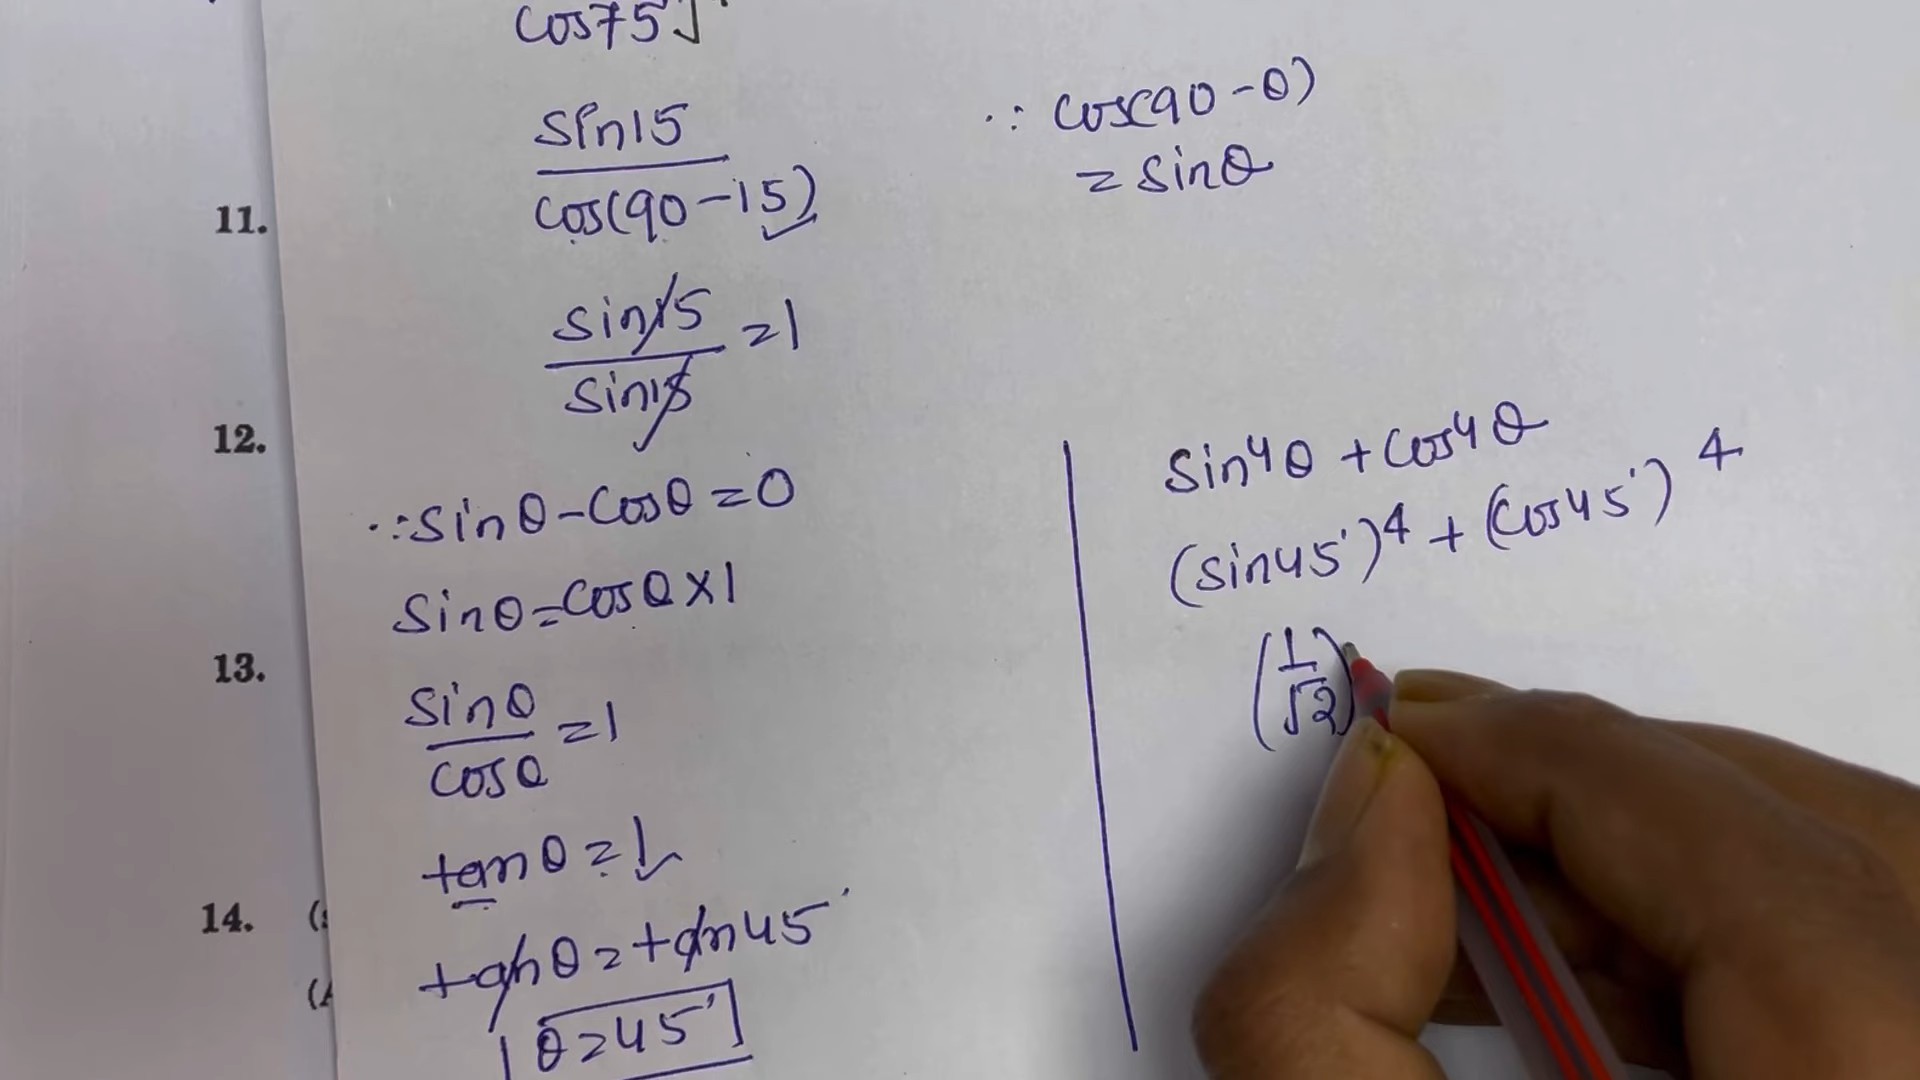 cos75
sin15
cos(90-15)
∵ cos(90-θ)
= sinθ
11.
sin15
sin15
=1
12.
∵ sinθ-cosθ=0
sinθ=cosθ×1
13.
sinθ
cosθ
=1
tanθ=1
14.
tanθ=tan45°
θ=45°
sin⁴θ+cos⁴θ
(sin45°)⁴+(cos45°)⁴
(1/√2)